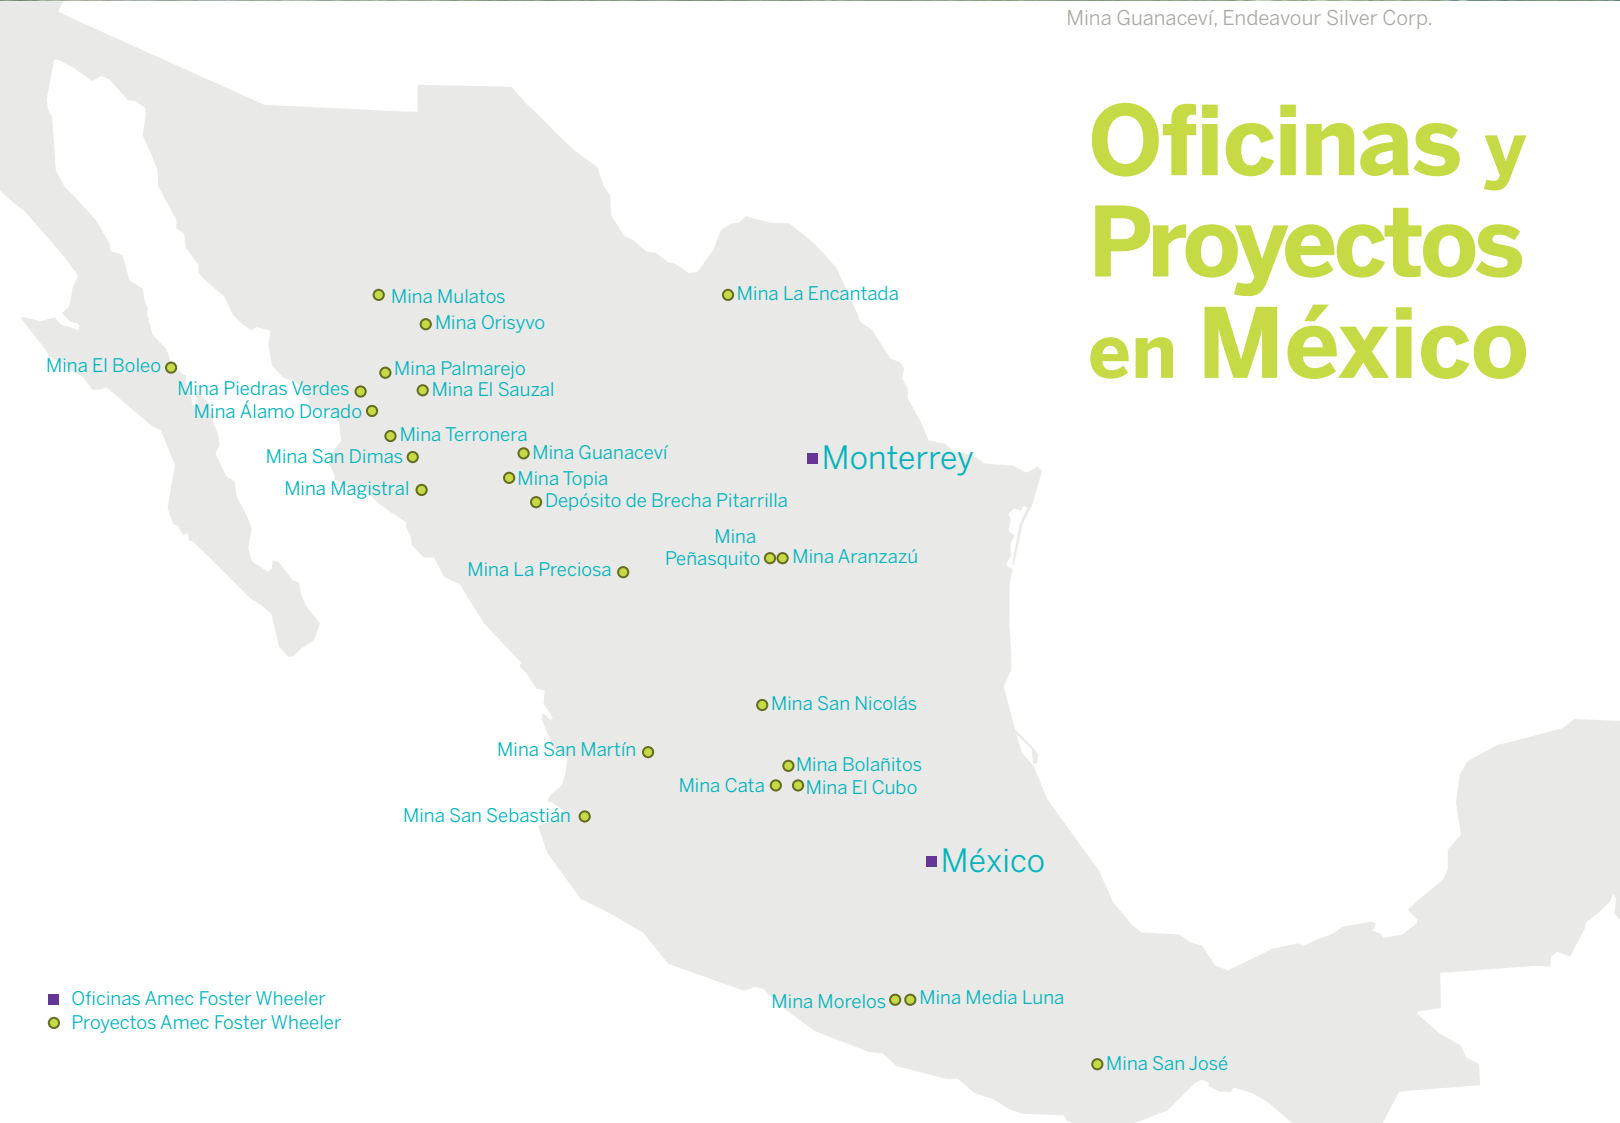 Mina Guanaceví, Endeavour Silver Corp.
Oficinas y
Proyectos
en México
Mina Mulatos
Mina La Encantada
Mina Orisyvo
Mina El Boleo
Mina Palmarejo
Mina Piedras Verdes
Mina El Sauzal
Mina Álamo Dorado
Mina Terronera
Mina Guanaceví
Monterrey
Mina San Dimas
Mina Topia
Mina Magistral
Depósito de Brecha Pitarrilla
Mina
Peñasquito
Mina Aranzazú
Mina La Preciosa
Mina San Nicolás
Mina San Martín
Mina Bolañitos
Mina Cata
Mina El Cubo
Mina San Sebastián
México
Oficinas Amec Foster Wheeler
Proyectos Amec Foster Wheeler
Mina Morelos
Mina Media Luna
Mina San José